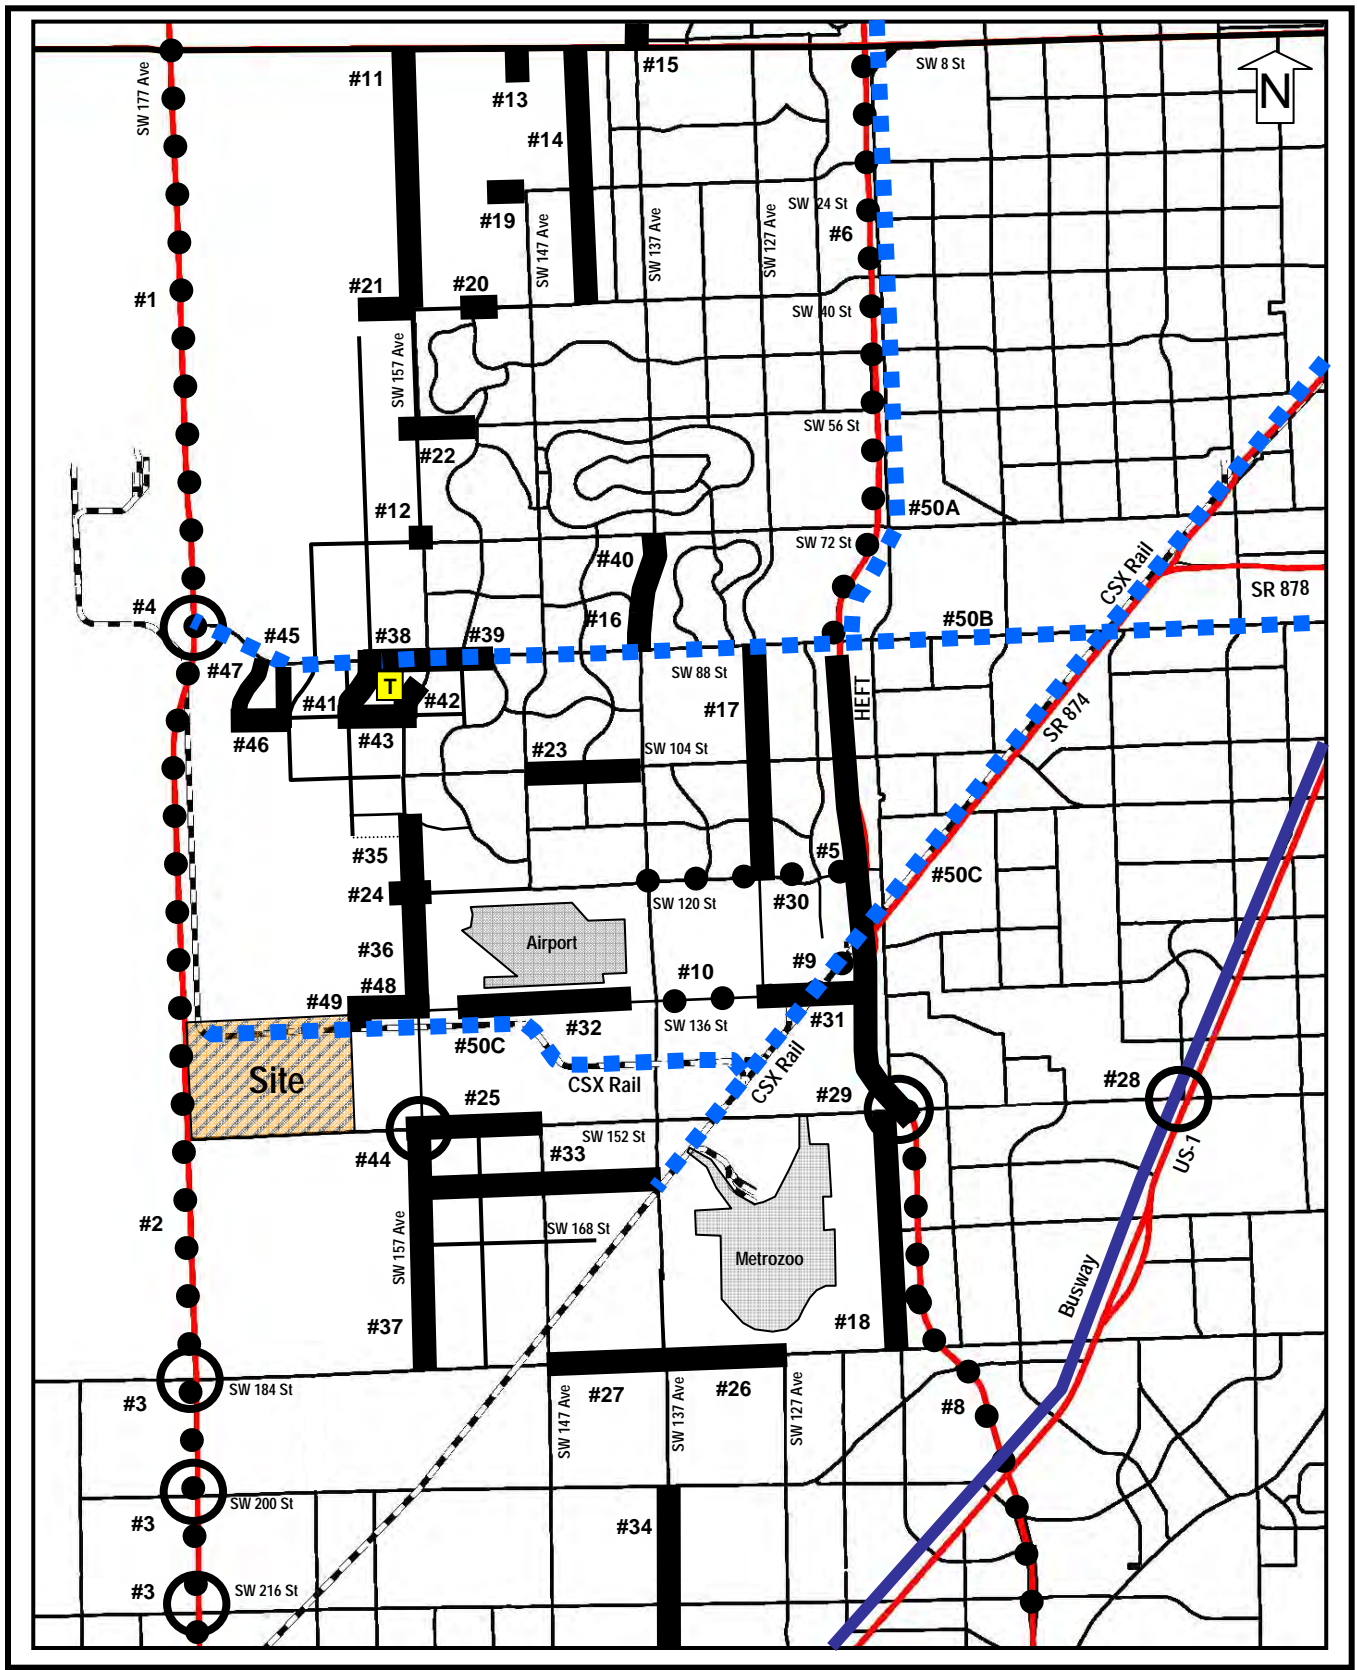 #15
SW 8 St
N
SW 177 Ave
#11
#13
#14
#19
SW 147 Ave
SW 137 Ave
SW 127 Ave
SW 24 St
#6
#1
#21
#20
SW 40 St
SW 157 Ave
SW 56 St
#22
#12
#50A
SW 72 St
#40
CSX Rail
SR 878
#4
#16
#50B
#45
#38
#39
#47
SW 88 St
T
#41
#42
#17
HEFT
SR 874
#46
#43
#23
SW 104 St
#35
#5
#50C
#24
SW 120 St
#30
Airport
#36
#9
#10
#48
#49
#32
SW 136 St
#31
#50C
CSX Rail
CSX Rail
Site
#25
#29
#28
SW 152 St
#44
#33
US-1
#2
SW 157 Ave
SW 168 St
Metrozoo
Busway
#37
#18
SW 184 St
#3
#27
#26
SW 147 Ave
SW 137 Ave
SW 127 Ave
#8
SW 200 St
#3
#34
SW 216 St
#3